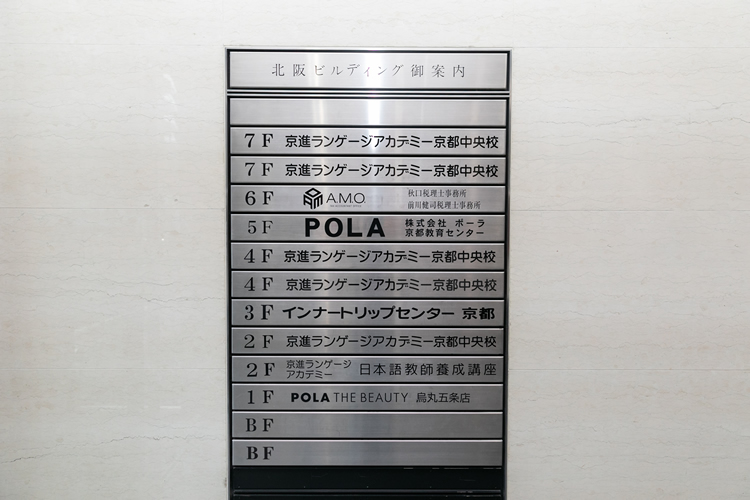 北阪ビルディング御案内
7F 京進ランゲージアカデミー京都中央校
7F 京進ランゲージアカデミー京都中央校
6F A.M.O. 秋口税理士事務所
前川健司税理士事務所
5F POLA 株式会社 ポーラ
京都教育センター
4F 京進ランゲージアカデミー京都中央校
4F 京進ランゲージアカデミー京都中央校
3F インナートリップセンター 京都
2F 京進ランゲージアカデミー京都中央校
2F 京進ランゲージ
アカデミー 日本語教師養成講座
1F POLA THE BEAUTY 烏丸五条店
BF
BF